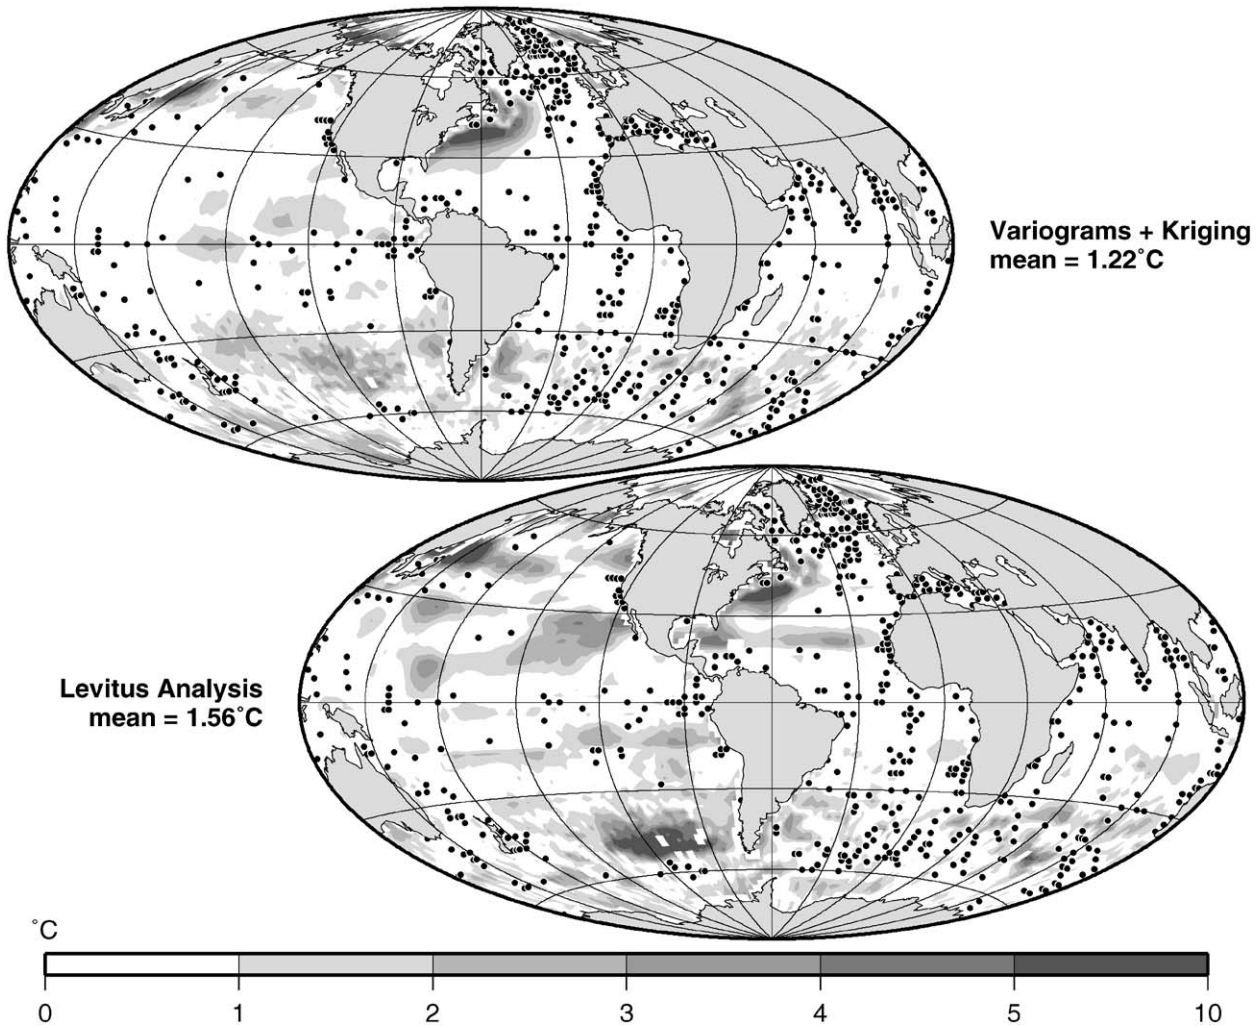 Variograms + Kriging
mean = 1.22˚C
Levitus Analysis
mean = 1.56˚C
˚C
0 1 2 3 4 5 10